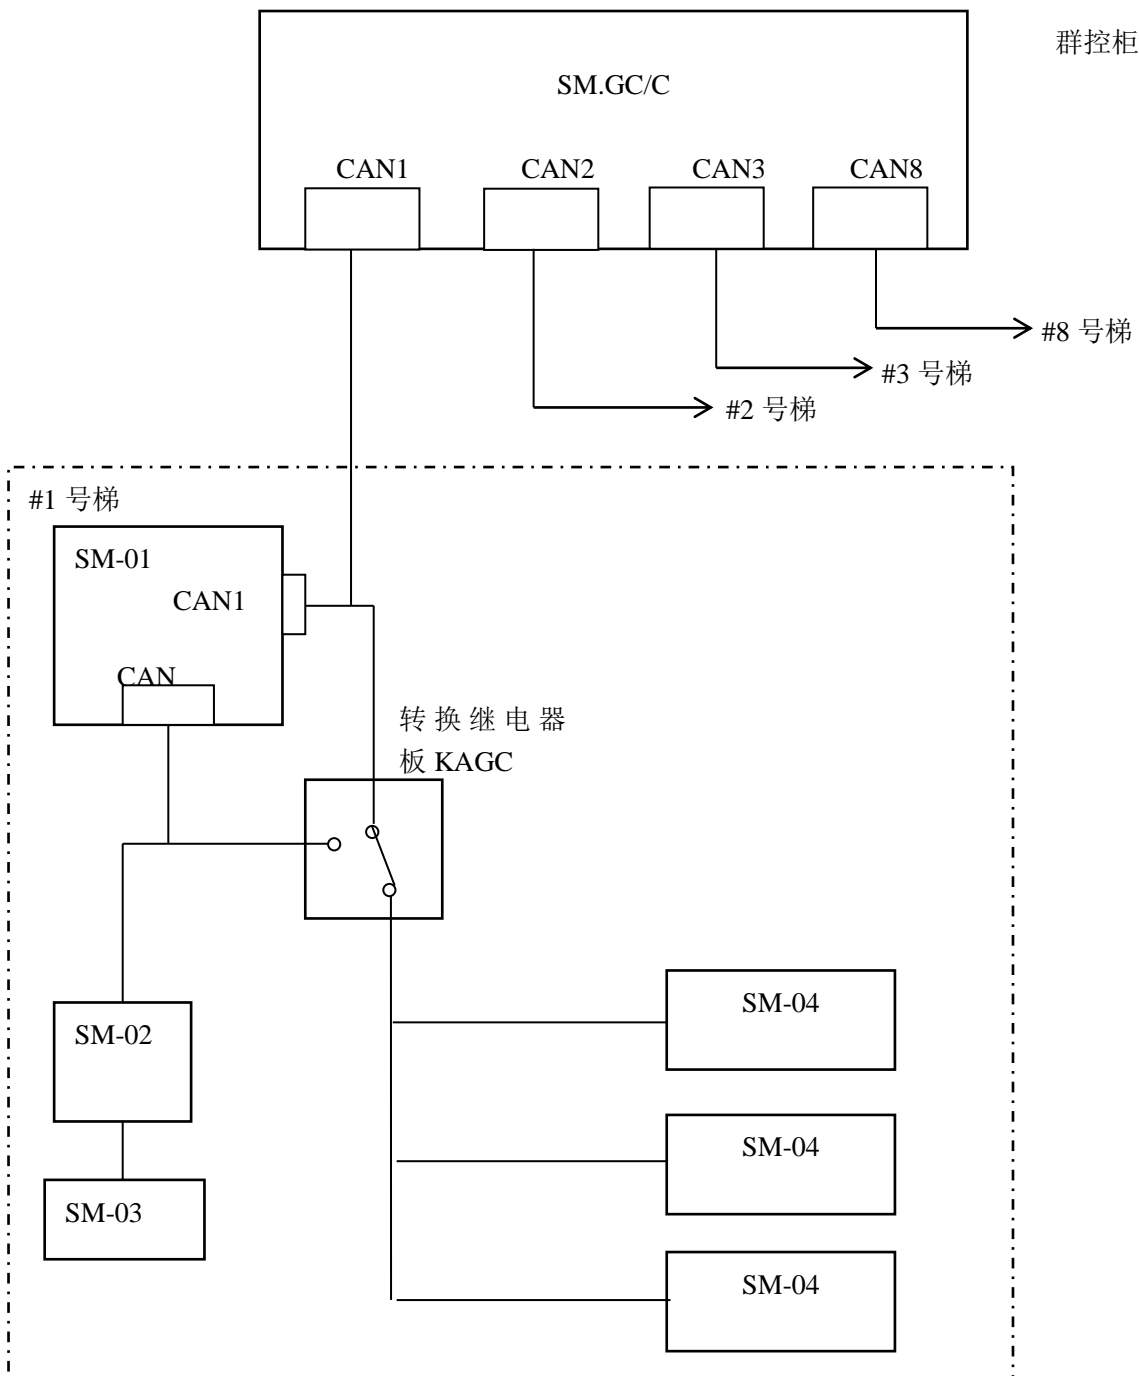 群控柜
SM.GC/C
CAN1
CAN2
CAN3
CAN8
#8 号梯
#3 号梯
#2 号梯
#1 号梯
SM-01
CAN1
CAN
转 换 继 电 器
板 KAGC
SM-04
SM-02
SM-04
SM-03
SM-04